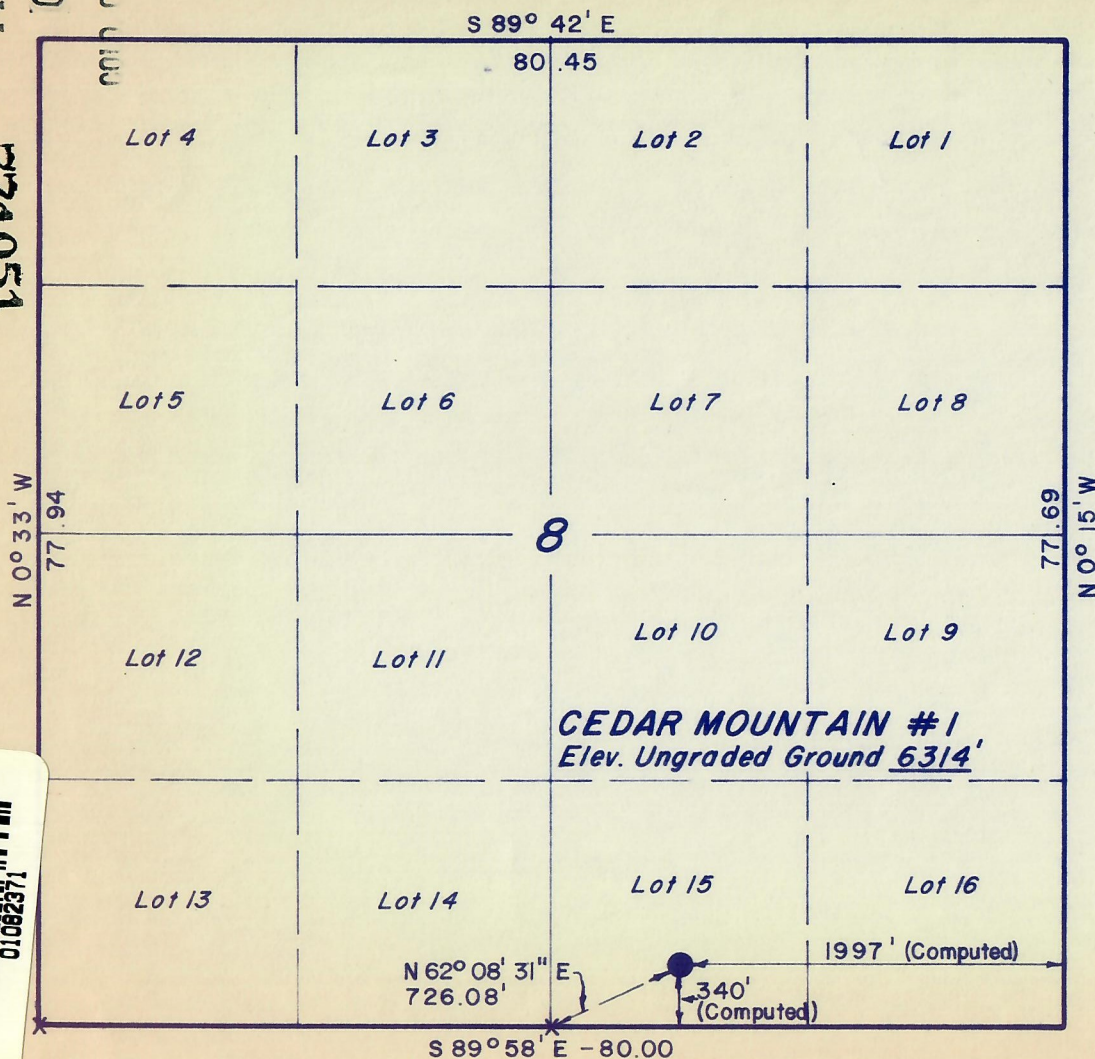 S 89° 42' E
80.45
Lot 4
Lot 3
Lot 2
Lot 1
Lot 5
Lot 6
Lot 7
Lot 8
N 0° 33' W
77.94
8
77.69
N 0° 15' W
Lot 12
Lot 11
Lot 10
Lot 9
CEDAR MOUNTAIN #1
Elev. Ungraded Ground 6314'
Lot 13
Lot 14
Lot 15
Lot 16
N 62° 08' 31" E
726.08'
1997' (Computed)
340'
(Computed)
S 89° 58' E - 80.00
01082371